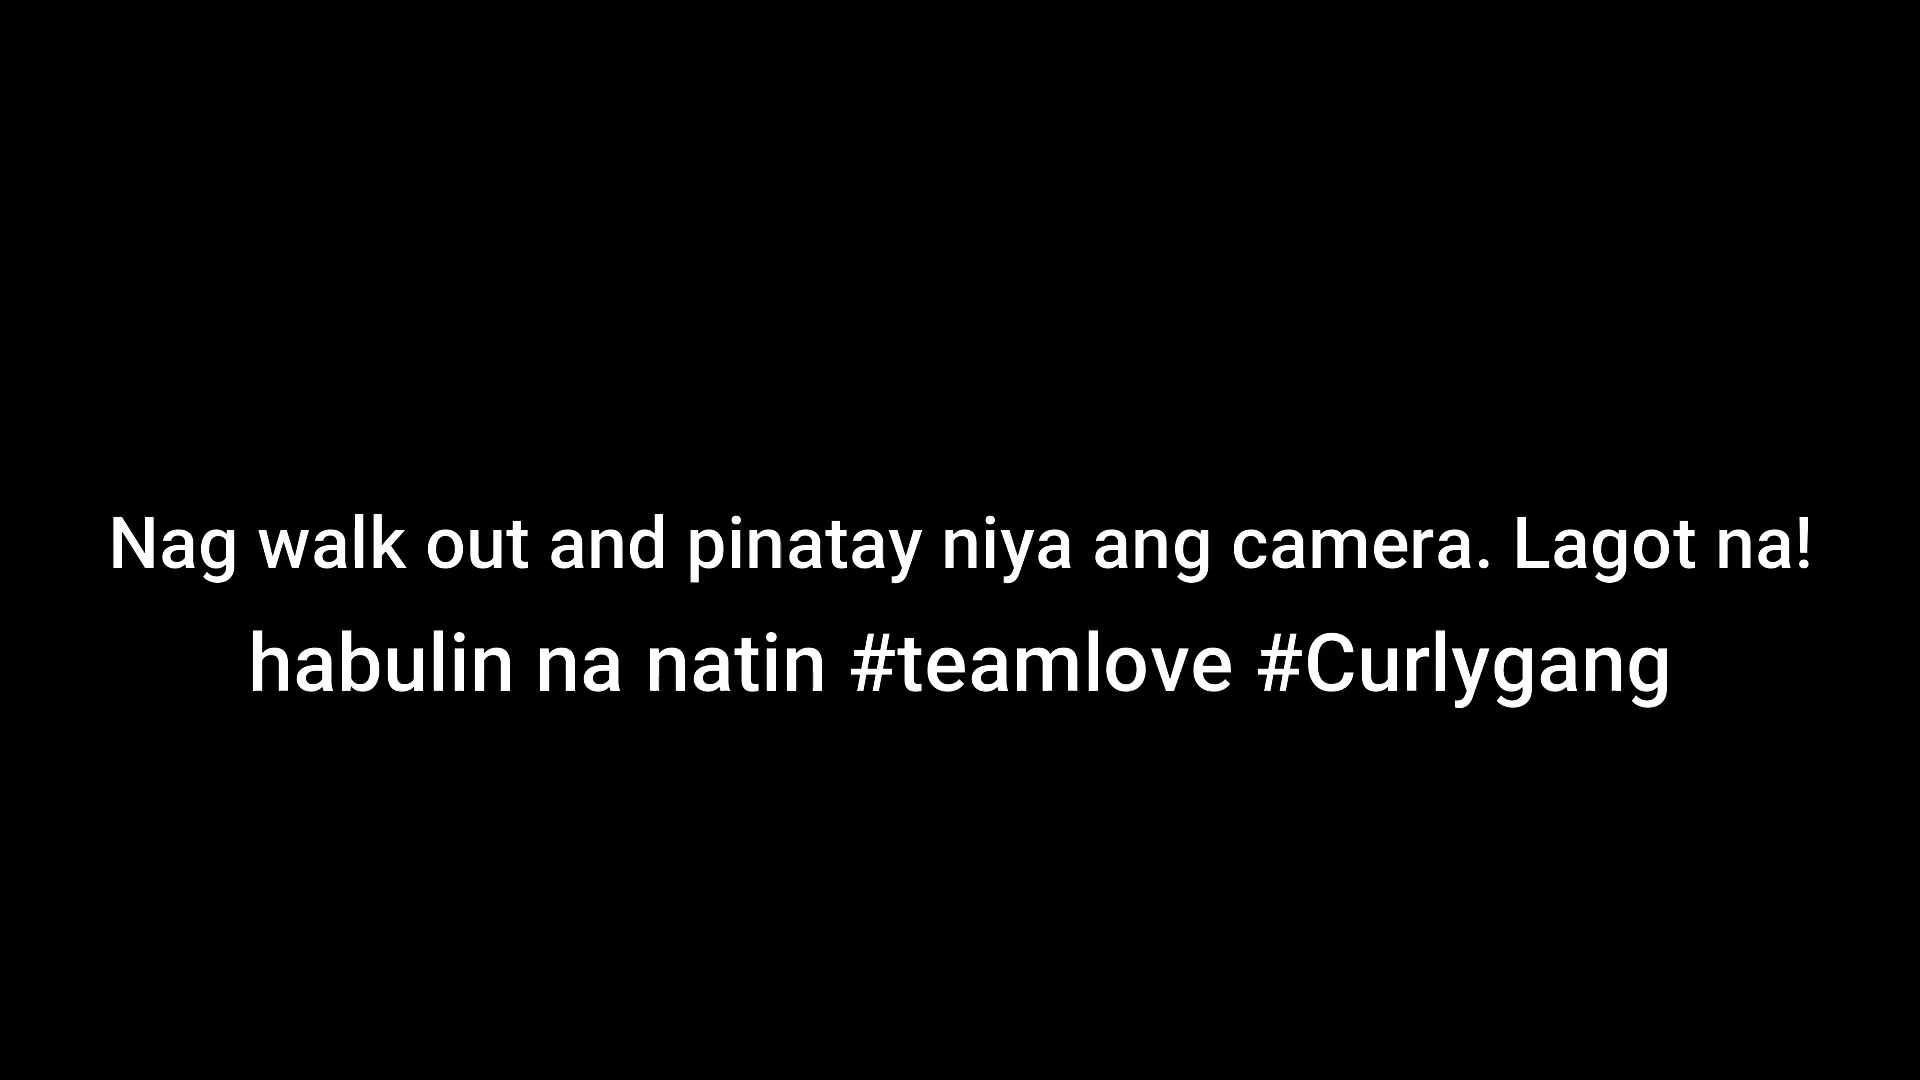 Nag walk out and pinatay niya ang camera. Lagot na!
habulin na natin #teamlove #Curlygang